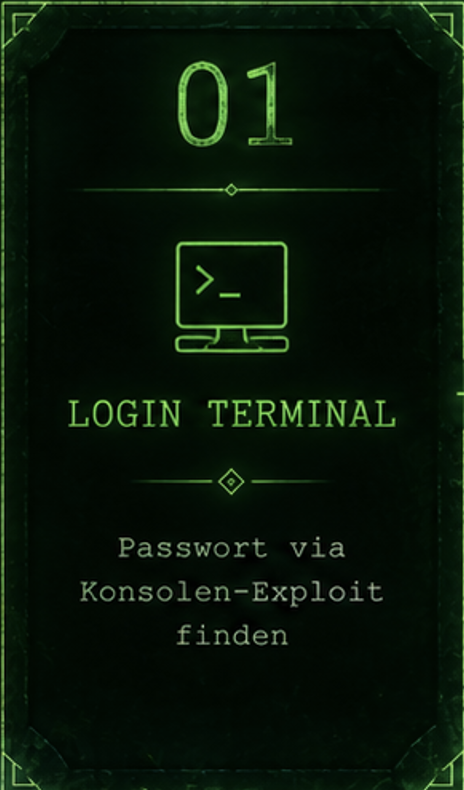 01
>_
LOGIN TERMINAL
Passwort via
Konsolen-Exploit
finden